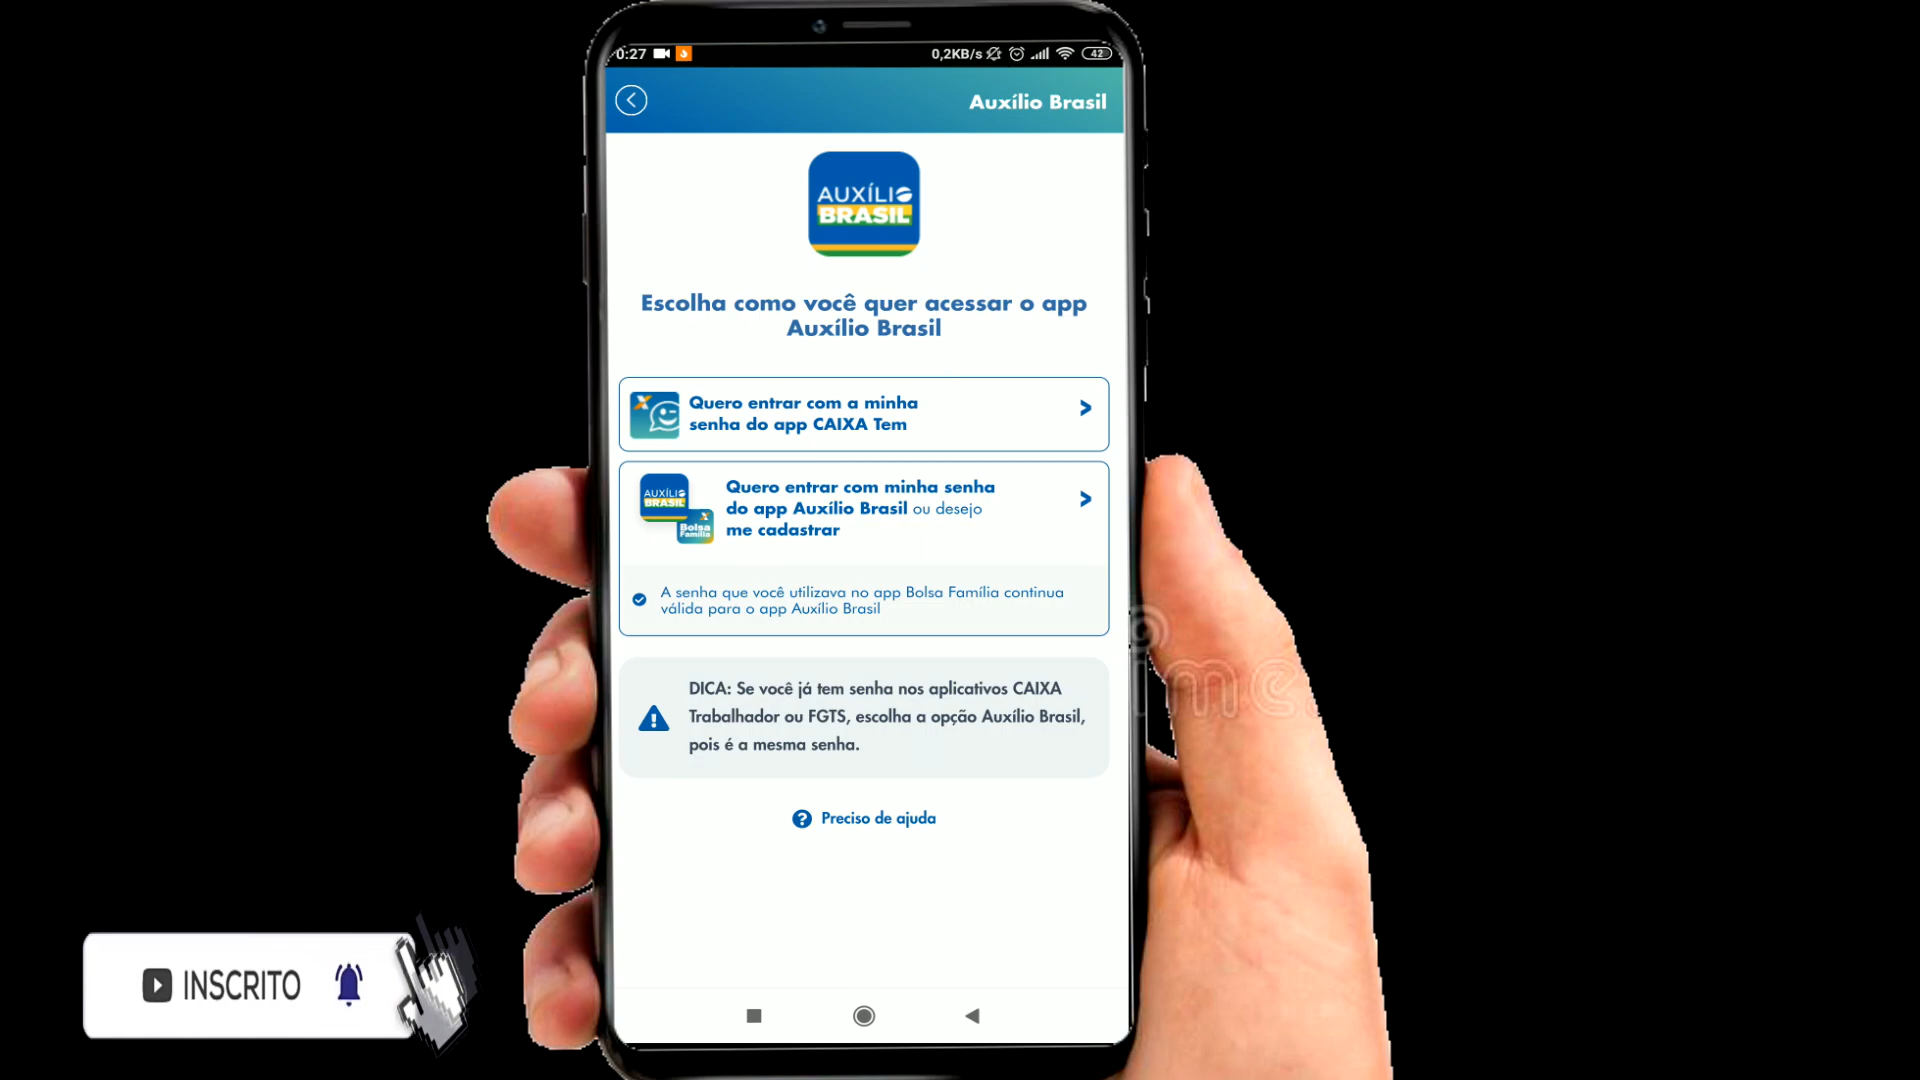 0:27
0,2KB/s
42
Auxílio Brasil
AUXÍLIO
BRASIL
Escolha como você quer acessar o app
Auxílio Brasil
Quero entrar com a minha
senha do app CAIXA Tem
AUXÍLIO
BRASIL
Bolsa
Família
Quero entrar com minha senha
do app Auxílio Brasil ou desejo
me cadastrar
A senha que você utilizava no app Bolsa Família continua
válida para o app Auxílio Brasil
DICA: Se você já tem senha nos aplicativos CAIXA
Trabalhador ou FGTS, escolha a opção Auxílio Brasil,
pois é a mesma senha.
Preciso de ajuda
INSCRITO